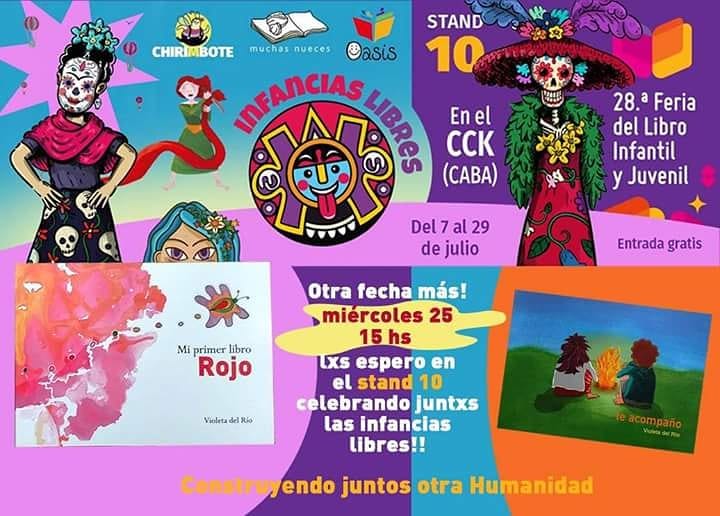 CHIRIMBOTE
muchas nueces
Oasis
INFANCIAS LIBRES
STAND
10
En el
CCK
(CABA)
28.ª Feria
del Libro
Infantil
y Juvenil
Del 7 al 29
de julio
Entrada gratis
Mi primer libro
Rojo
Violeta del Río
Otra fecha más!
miércoles 25
15 hs
lxs espero en
el stand 10
celebrando juntxs
las infancias
libres!!
te acompaño
Violeta del Río
Construyendo juntos otra Humanidad